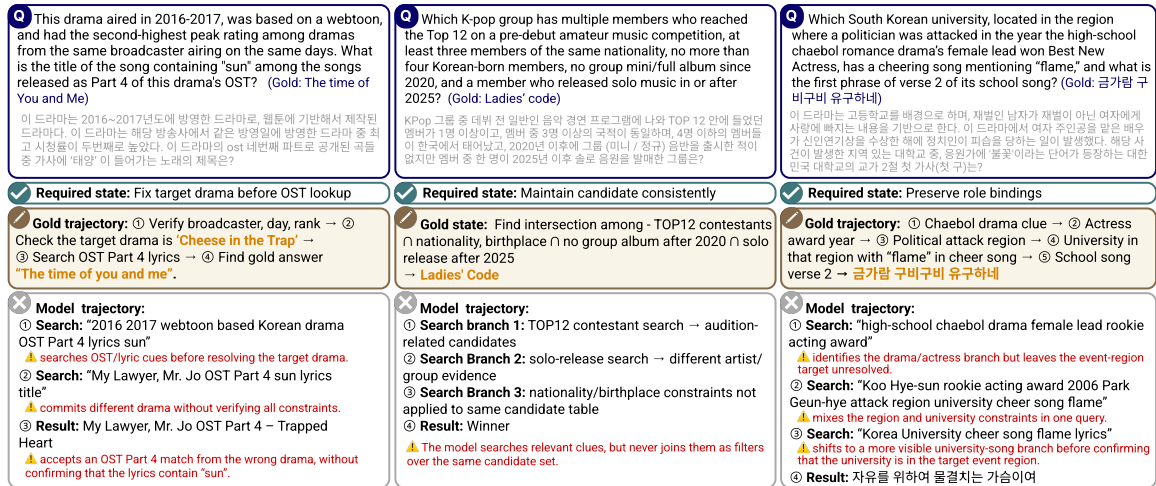 Q This drama aired in 2016-2017, was based on a webtoon,
and had the second-highest peak rating among dramas
from the same broadcaster airing on the same days. What
is the title of the song containing "sun" among the songs
released as Part 4 of this drama's OST? (Gold: The time of
You and Me)
이 드라마는 2016~2017년도에 방영한 드라마로, 웹툰에 기반해서 제작된
드라마다. 이 드라마는 해당 방송사에서 같은 방영일에 방영한 드라마 중 최
고 시청률이 두번째로 높았다. 이 드라마의 ost 네번째 파트로 공개된 곡들
중 가사에 '태양' 이 들어가는 노래의 제목은?
Required state: Fix target drama before OST lookup
Gold trajectory: ① Verify broadcaster, day, rank → ②
Check the target drama is 'Cheese in the Trap' →
③ Search OST Part 4 lyrics → ④ Find gold answer
"The time of you and me".
Model trajectory:
① Search: "2016 2017 webtoon based Korean drama
OST Part 4 lyrics sun"
⚠ searches OST/lyric cues before resolving the target drama.
② Search: "My Lawyer, Mr. Jo OST Part 4 sun lyrics
title"
⚠ commits different drama without verifying all constraints.
③ Result: My Lawyer, Mr. Jo OST Part 4 – Trapped
Heart
⚠ accepts an OST Part 4 match from the wrong drama, without
confirming that the lyrics contain "sun".
Q Which K-pop group has multiple members who reached
the Top 12 on a pre-debut amateur music competition, at
least three members of the same nationality, no more than
four Korean-born members, no group mini/full album since
2020, and a member who released solo music in or after
2025? (Gold: Ladies' code)
KPop 그룹 중 데뷔 전 일반인 음악 경연 프로그램에 나와 TOP 12 안에 들었던
멤버가 1명 이상이고, 멤버 중 3명 이상의 국적이 동일하며, 4명 이하의 멤버들
이 한국에서 태어났고, 2020년 이후에 그룹 (미니 / 정규) 음반을 출시한 적이
없지만 멤버 중 한 명이 2025년 이후 솔로 음원을 발매한 그룹은?
Required state: Maintain candidate consistently
Gold state: Find intersection among - TOP12 contestants
∩ nationality, birthplace ∩ no group album after 2020 ∩ solo
release after 2025
→ Ladies' Code
Model trajectory:
① Search branch 1: TOP12 contestant search → audition-
related candidates
② Search Branch 2: solo-release search → different artist/
group evidence
③ Search Branch 3: nationality/birthplace constraints not
applied to same candidate table
④ Result: Winner
⚠ The model searches relevant clues, but never joins them as filters
over the same candidate set.
Q Which South Korean university, located in the region
where a politician was attacked in the year the high-school
chaebol romance drama's female lead won Best New
Actress, has a cheering song mentioning "flame," and what is
the first phrase of verse 2 of its school song? (Gold: 금가람 구
비구비 유구하네)
이 드라마는 고등학교를 배경으로 하며, 재벌인 남자가 재벌이 아닌 여자에게
사랑에 빠지는 내용을 기반으로 한다. 이 드라마에서 여자 주인공을 맡은 배우
가 신인연기상을 수상한 해에 정치인이 피습을 당하는 일이 발생했다. 해당 사
건이 발생한 지역 있는 대학교 중, 응원가에 '불꽃'이라는 단어가 등장하는 대한
민국 대학교의 교가 2절 첫 가사(첫 구)는?
Required state: Preserve role bindings
Gold trajectory: ① Chaebol drama clue → ② Actress
award year → ③ Political attack region → ④ University in
that region with "flame" in cheer song → ⑤ School song
verse 2 → 금가람 구비구비 유구하네
Model trajectory:
① Search: "high-school chaebol drama female lead rookie
acting award"
⚠ identifies the drama/actress branch but leaves the event-region
target unresolved.
② Search: "Koo Hye-sun rookie acting award 2006 Park
Geun-hye attack region university cheer song flame"
⚠ mixes the region and university constraints in one query.
③ Search: "Korea University cheer song flame lyrics"
⚠ shifts to a more visible university-song branch before confirming
that the university is in the target event region.
④ Result: 자유를 위하여 물결치는 가슴이여